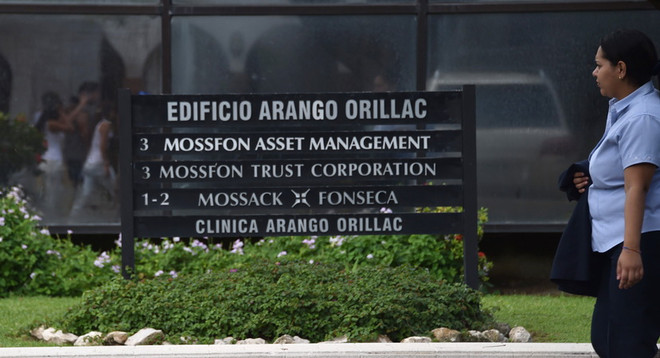 EDIFICIO ARANGO ORILLAC
3 MOSSFON ASSET MANAGEMENT
3 MOSSFON TRUST CORPORATION
1-2 MOSSACK FONSECA
CLINICA ARANGO ORILLAC